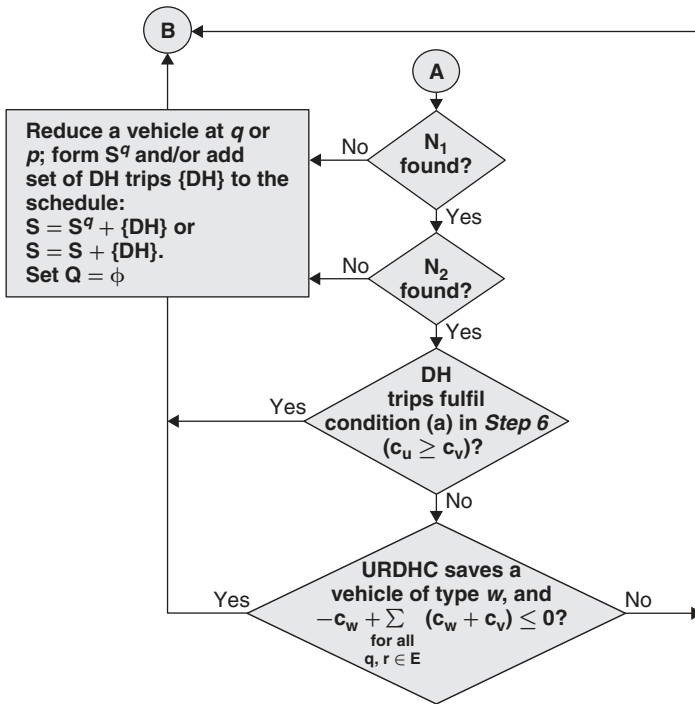 B
A
Reduce a vehicle at q or
p; form S^q and/or add
set of DH trips {DH} to the
schedule:
S = S^q + {DH} or
S = S + {DH}.
Set Q = ϕ
No
N₁
found?
Yes
No
N₂
found?
Yes
DH
trips fulfil
condition (a) in Step 6
(c_u ≥ c_v)?
Yes
No
URDHC saves a
vehicle of type w, and
−c_w + Σ (c_w + c_v) ≤ 0?
for all
q, r ∈ E
Yes
No